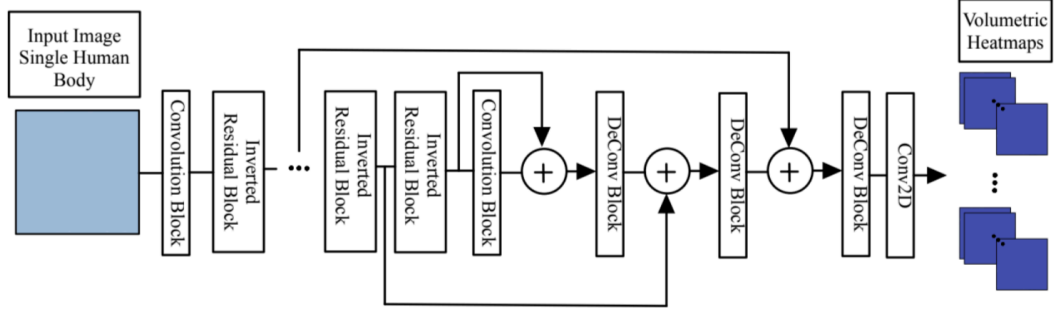 Input Image
Single Human
Body
Convolution Block
Inverted
Residual Block
...
Inverted
Residual Block
Inverted
Residual Block
Convolution Block
+
DeConv Block
+
DeConv Block
+
DeConv Block
Conv2D
Volumetric
Heatmaps